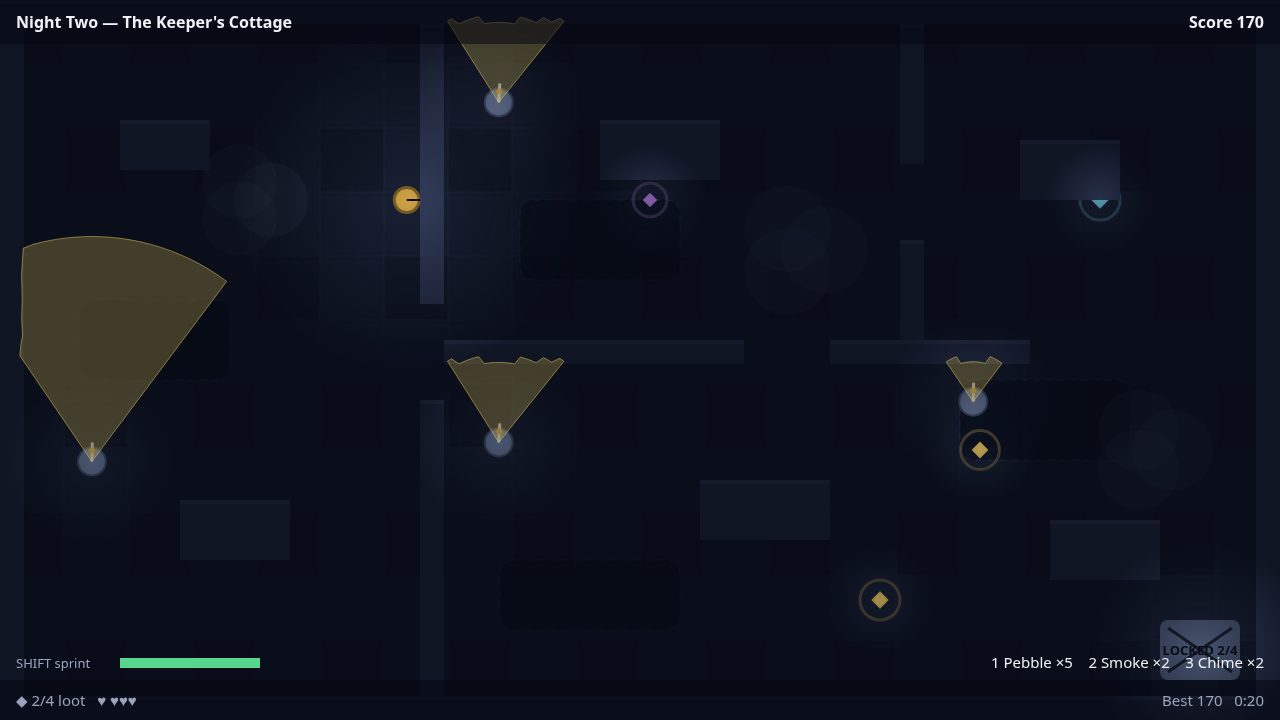 Night Two — The Keeper's Cottage
Score 170
LOCKED 2/4
SHIFT sprint
1 Pebble ×5 2 Smoke ×2 3 Chime ×2
◆ 2/4 loot ♥ ♥♥♥
Best 170 0:20